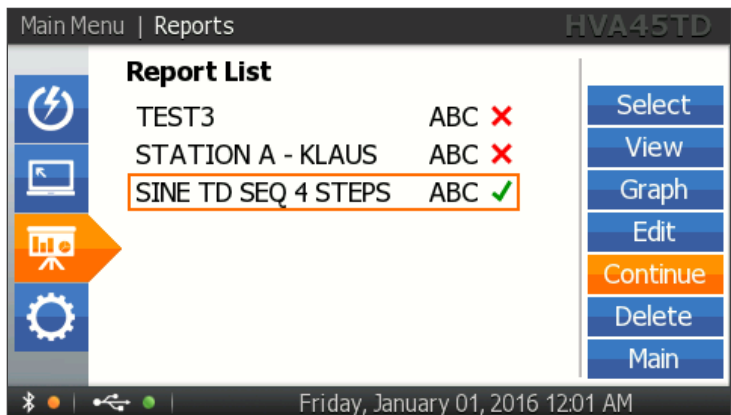 Main Menu | Reports HVA45TD
Report List
TEST3 ABC
STATION A - KLAUS ABC
SINE TD SEQ 4 STEPS ABC
Select
View
Graph
Edit
Continue
Delete
Main
Friday, January 01, 2016 12:01 AM